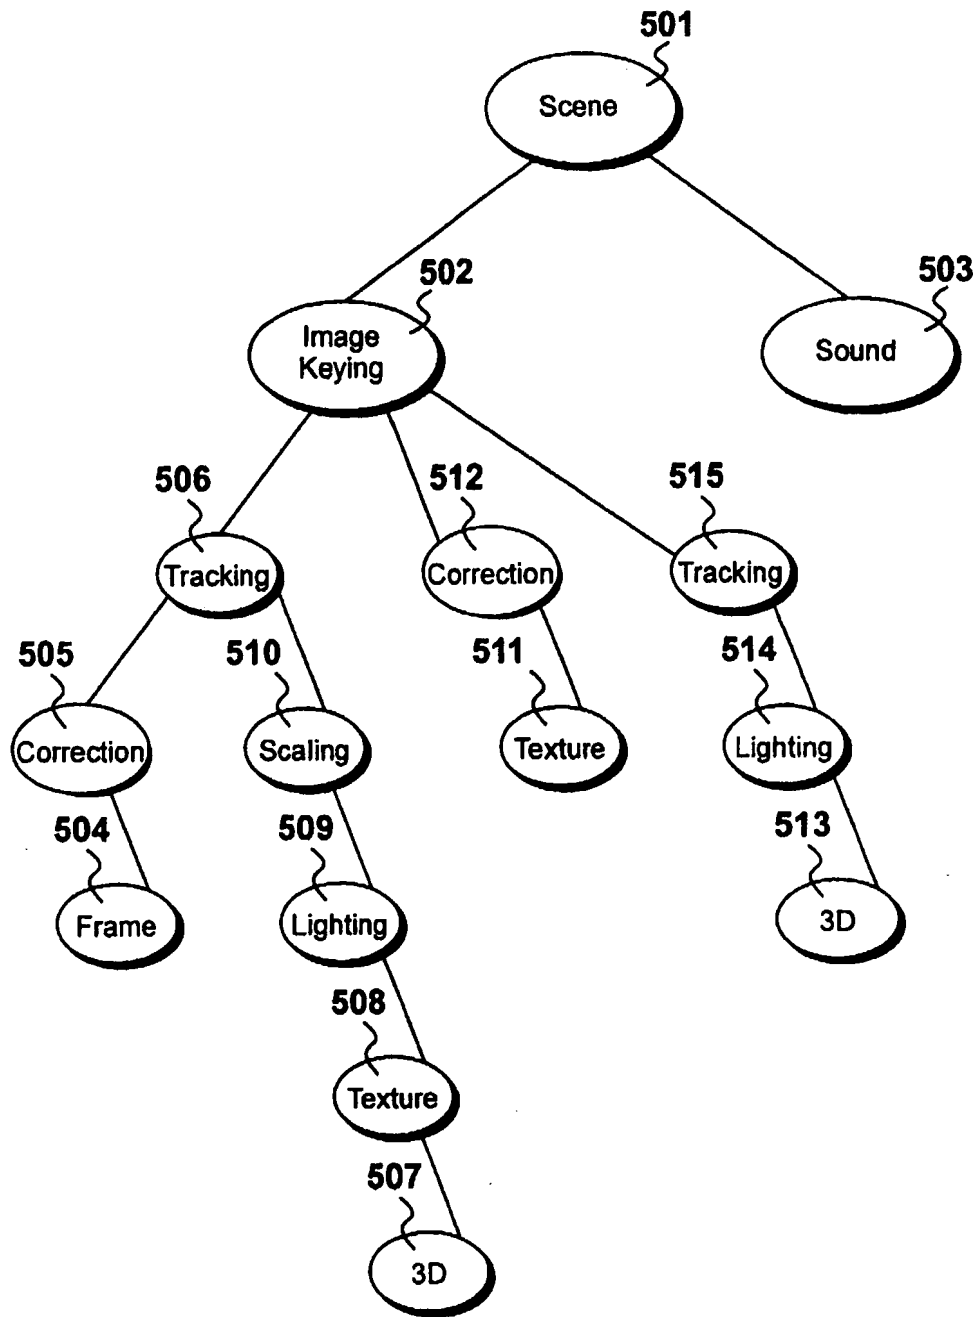 501
Scene
502
Image
Keying
503
Sound
506
Tracking
512
Correction
515
Tracking
505
Correction
510
Scaling
511
Texture
514
Lighting
504
Frame
509
Lighting
513
3D
508
Texture
507
3D